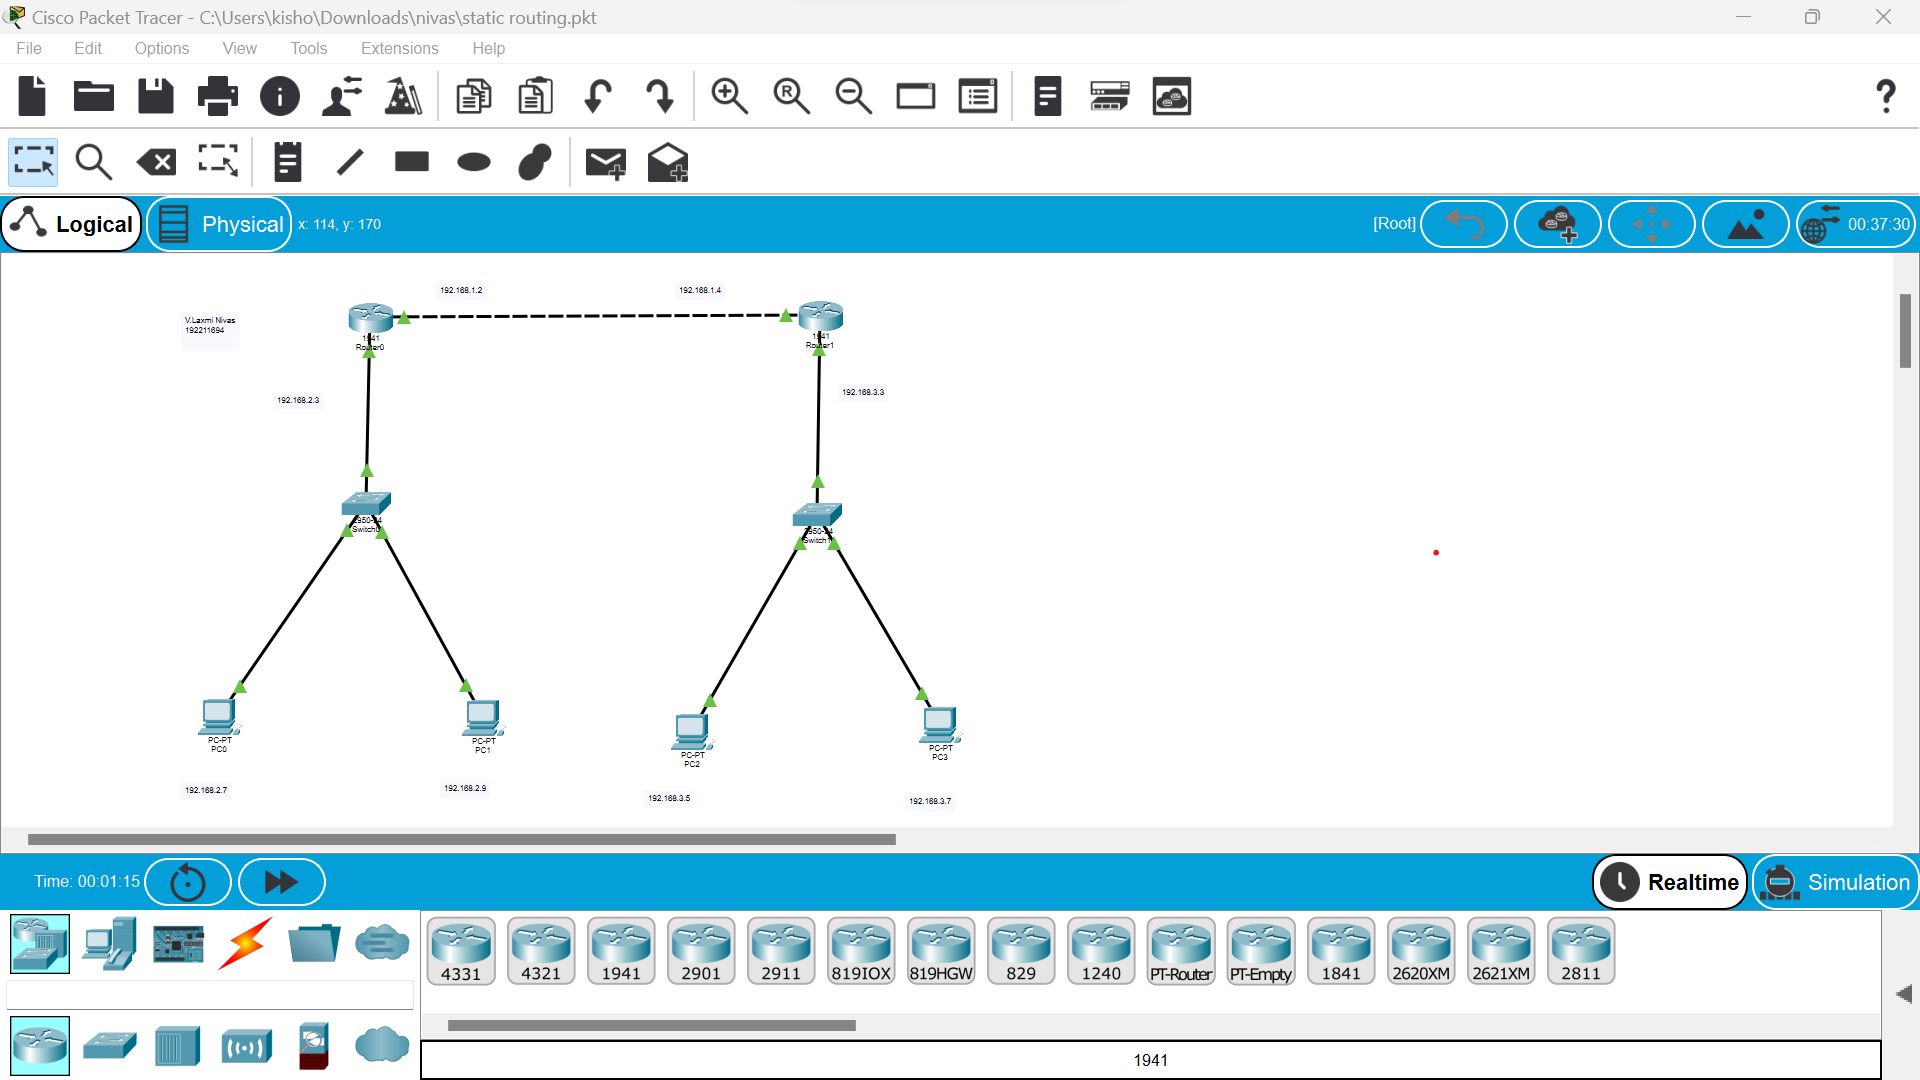 Cisco Packet Tracer - C:\Users\kisho\Downloads\nivas\static routing.pkt
File Edit Options View Tools Extensions Help
Logical Physical x: 114, y: 170 [Root] 00:37:30
192.168.1.2 192.168.1.4
V.Laxmi Nivas
192211694
1941
Router0
1941
Router1
192.168.2.3
192.168.3.3
2950-24
Switch0
2950-24
Switch1
PC-PT
PC0
PC-PT
PC1
PC-PT
PC2
PC-PT
PC3
192.168.2.7
192.168.2.9
192.168.3.5
192.168.3.7
Time: 00:01:15 Realtime Simulation
4331 4321 1941 2901 2911 819IOX 819HGW 829 1240 PT-Router PT-Empty 1841 2620XM 2621XM 2811
1941